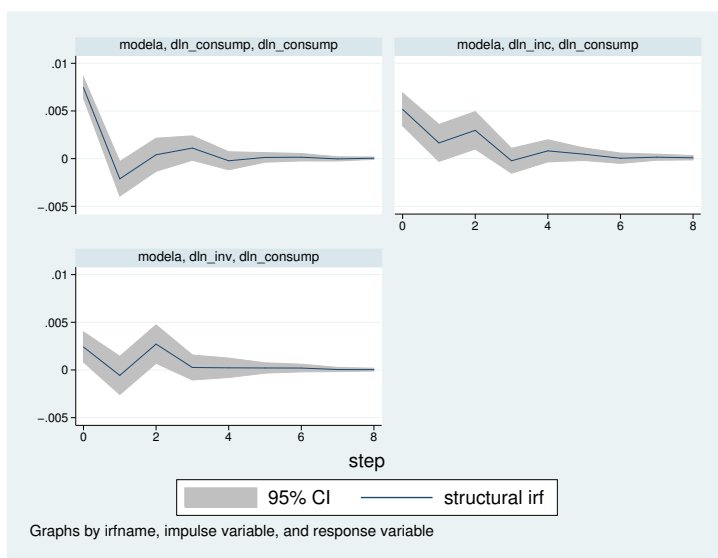 modela, dln_consump, dln_consump
modela, dln_inc, dln_consump
.01
.005
0
−.005
0 2 4 6 8
modela, dln_inv, dln_consump
.01
.005
0
−.005
0 2 4 6 8
step
95% CI structural irf
Graphs by irfname, impulse variable, and response variable